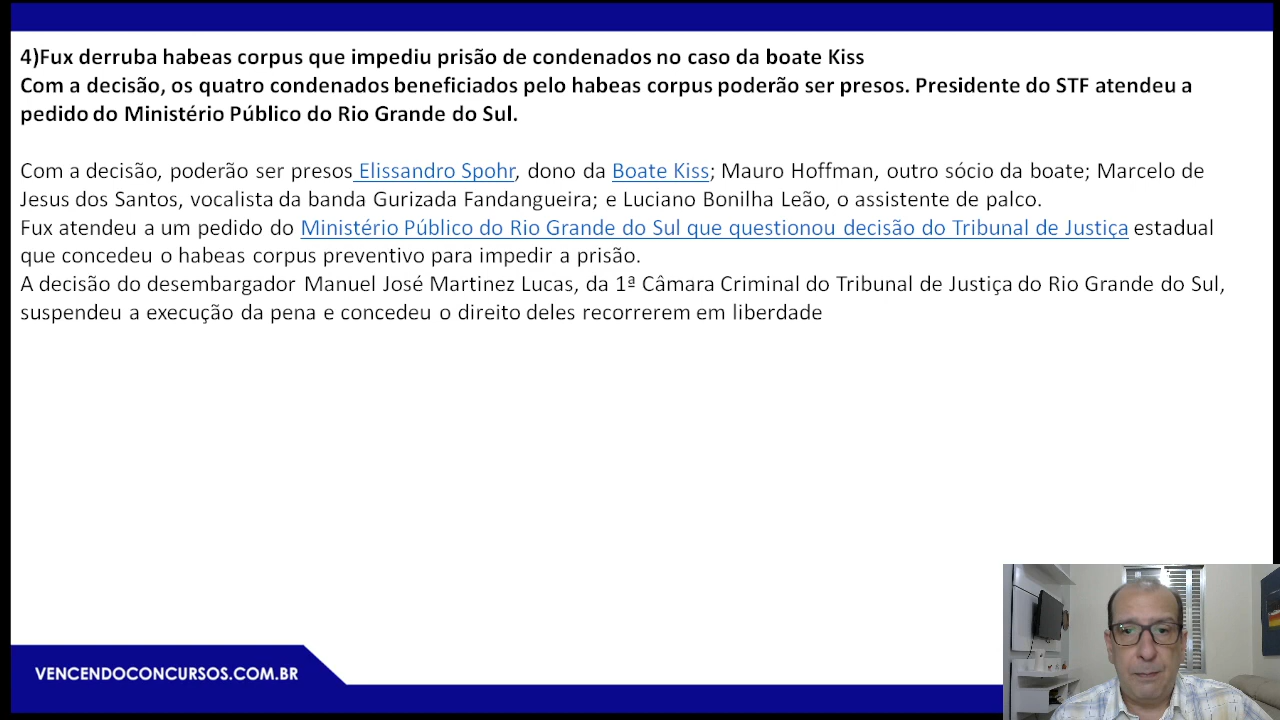 4)Fux derruba habeas corpus que impediu prisão de condenados no caso da boate Kiss
Com a decisão, os quatro condenados beneficiados pelo habeas corpus poderão ser presos. Presidente do STF atendeu a
pedido do Ministério Público do Rio Grande do Sul.
Com a decisão, poderão ser presos Elissandro Spohr, dono da Boate Kiss; Mauro Hoffman, outro sócio da boate; Marcelo de
Jesus dos Santos, vocalista da banda Gurizada Fandangueira; e Luciano Bonilha Leão, o assistente de palco.
Fux atendeu a um pedido do Ministério Público do Rio Grande do Sul que questionou decisão do Tribunal de Justiça estadual
que concedeu o habeas corpus preventivo para impedir a prisão.
A decisão do desembargador Manuel José Martinez Lucas, da 1ª Câmara Criminal do Tribunal de Justiça do Rio Grande do Sul,
suspendeu a execução da pena e concedeu o direito deles recorrerem em liberdade
VENCENDOCONCURSOS.COM.BR